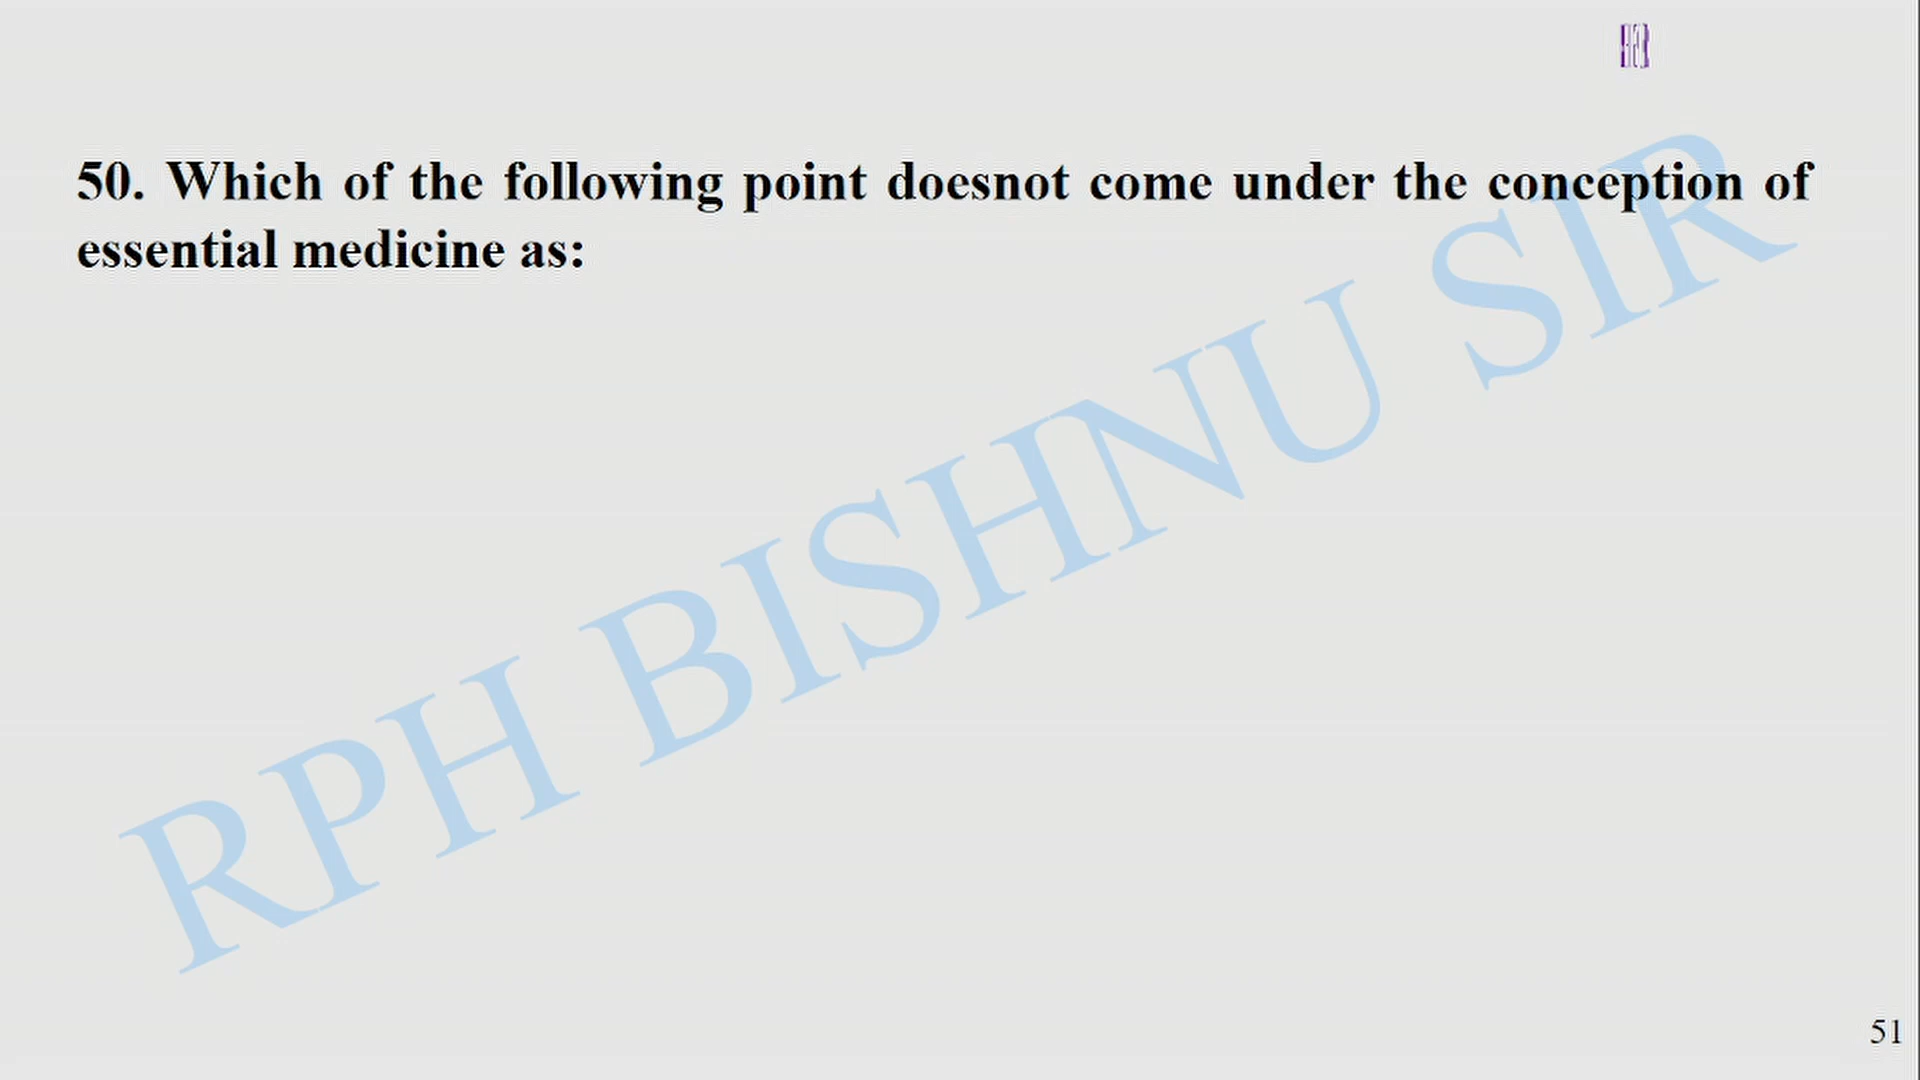 50. Which of the following point doesnot come under the conception of
essential medicine as:
RPH BISHNU SIR
51